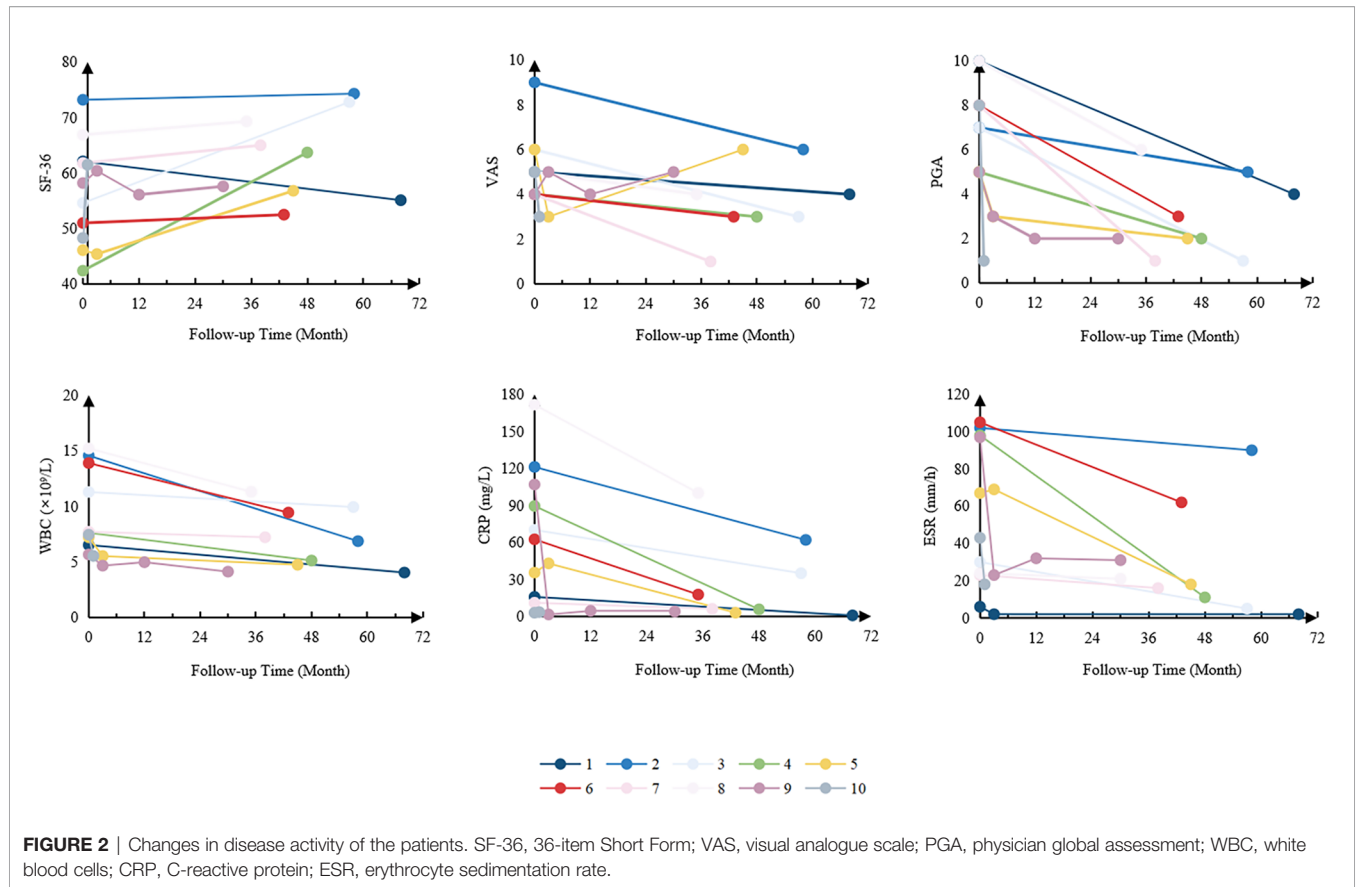 80
70
60
50
40
SF-36
0 12 24 36 48 60 72
Follow-up Time (Month)
10
8
6
4
2
0
VAS
0 12 24 36 48 60 72
Follow-up Time (Month)
10
8
6
4
2
0
PGA
0 12 24 36 48 60 72
Follow-up Time (Month)
20
15
10
5
0
WBC (×10⁹/L)
0 12 24 36 48 60 72
Follow-up Time (Month)
180
150
120
90
60
30
0
CRP (mg/L)
0 12 24 36 48 60 72
Follow-up Time (Month)
120
100
80
60
40
20
0
ESR (mm/h)
0 12 24 36 48 60 72
Follow-up Time (Month)
1 2 3 4 5
6 7 8 9 10
FIGURE 2 | Changes in disease activity of the patients. SF-36, 36-item Short Form; VAS, visual analogue scale; PGA, physician global assessment; WBC, white
blood cells; CRP, C-reactive protein; ESR, erythrocyte sedimentation rate.